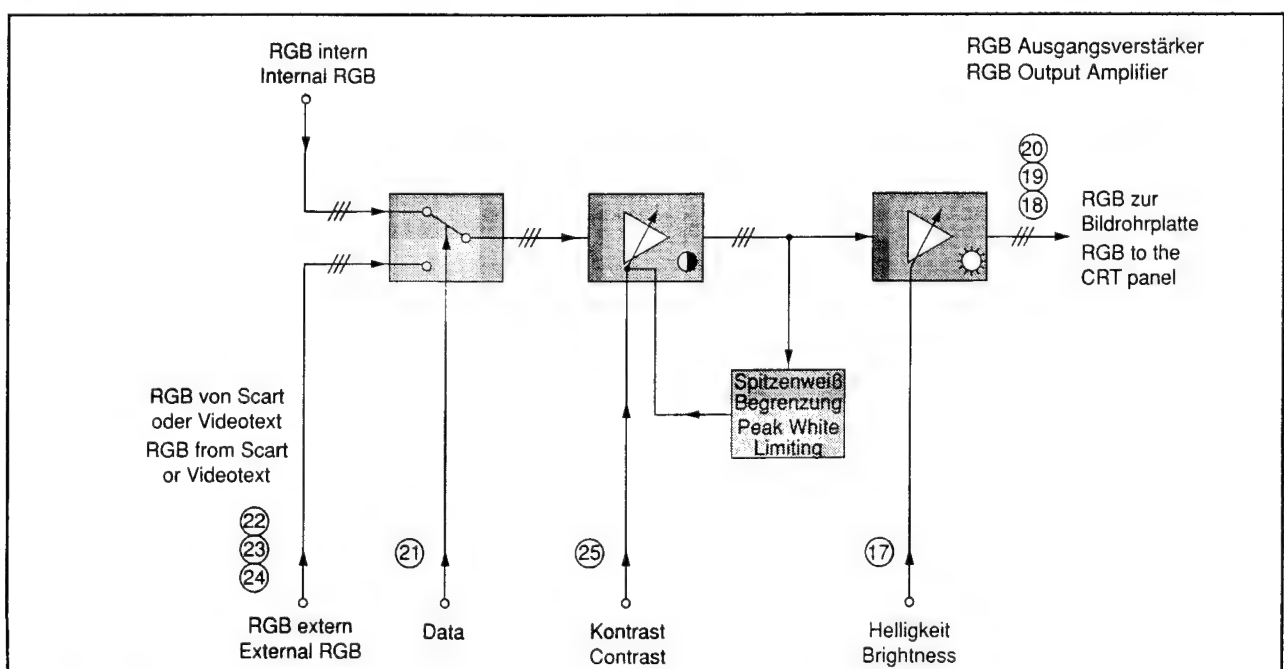 RGB intern
Internal RGB
RGB Ausgangsverstärker
RGB Output Amplifier
20
19
18
RGB zur
Bildrohrplatte
RGB to the
CRT panel
Spitzenweiß
Begrenzung
Peak White
Limiting
RGB von Scart
oder Videotext
RGB from Scart
or Videotext
22
23
24
21
25
17
RGB extern
External RGB
Data
Kontrast
Contrast
Helligkeit
Brightness